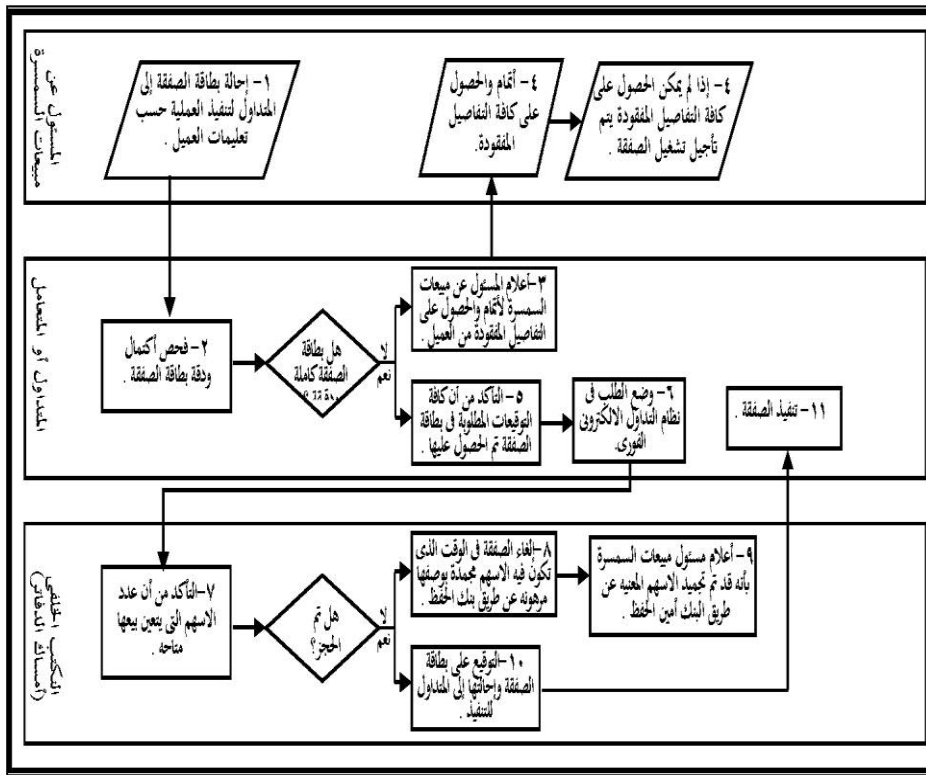 المسئول عن
مبيعات السمسرة
١- إحالة بطاقة الصفقة إلى
المتداول لتنفيذ العملية حسب
تعليمات العميل .
٤- أتمام والحصول
على كافة التفاصيل
المفقودة.
٤- إذا لم يمكن الحصول على
كافة التفاصيل المفقودة يتم
تأجيل تشغيل الصفقة .
المتداول أو المتعامل
٢- فحص أكتمال
ودقة بطاقة الصفقة .
هل بطاقة
الصفقة كاملة
لا
نعم
٣-أعلام المسئول عن مبيعات
السمسرة لأتمام والحصول على
التفاصيل المفقودة من العميل .
٥- التأكد من أن كافة
التوقيعات المطلوبة فى بطاقة
الصفقة تم الحصول عليها .
٦- وضع الطلب فى
نظام التداول الالكترونى
الفورى.
١١- تنفيذ الصفقة .
المكتب الخلفى
(أمساك الدفاتر)
٧-التأكد من أن عدد
الاسهم التى يتعين بيعها
متاحه .
هل تم
الحجز؟
لا
نعم
٨-إلغاء الصفقة فى الوقت الذى
تكون فيه الاسهم مجمدة بوصفها
مرهونه عن طريق بنك الحفظ .
٩- أعلام مسئول مبيعات السمسرة
بأنه قد تم تجميد الاسهم المعنيه عن
طريق البنك أمين الحفظ .
١٠-التوقيع على بطاقة
الصفقة وإحالتها إلى المتداول
للتنفيذ .